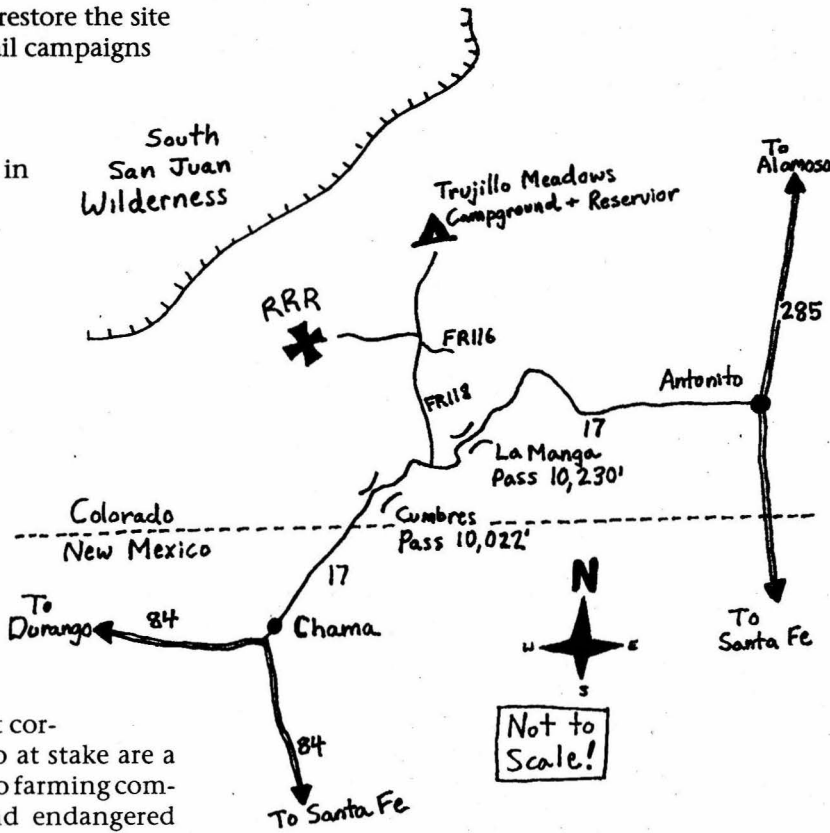 restore the site
ail campaigns
in
South
San Juan
Wilderness
To
Alamosa
Trujillo Meadows
Campground + Reservior
RRR
285
FR116
Antonito
FR118
17
La Manga
Pass 10,230'
Colorado
Cumbres
New Mexico
Pass 10,022'
17
N
To
Durango
84
Chama
W
E
S
To
Santa Fe
Not to
Scale!
84
To Santa Fe
t cor-
o at stake are a
o farming com-
nd endangered